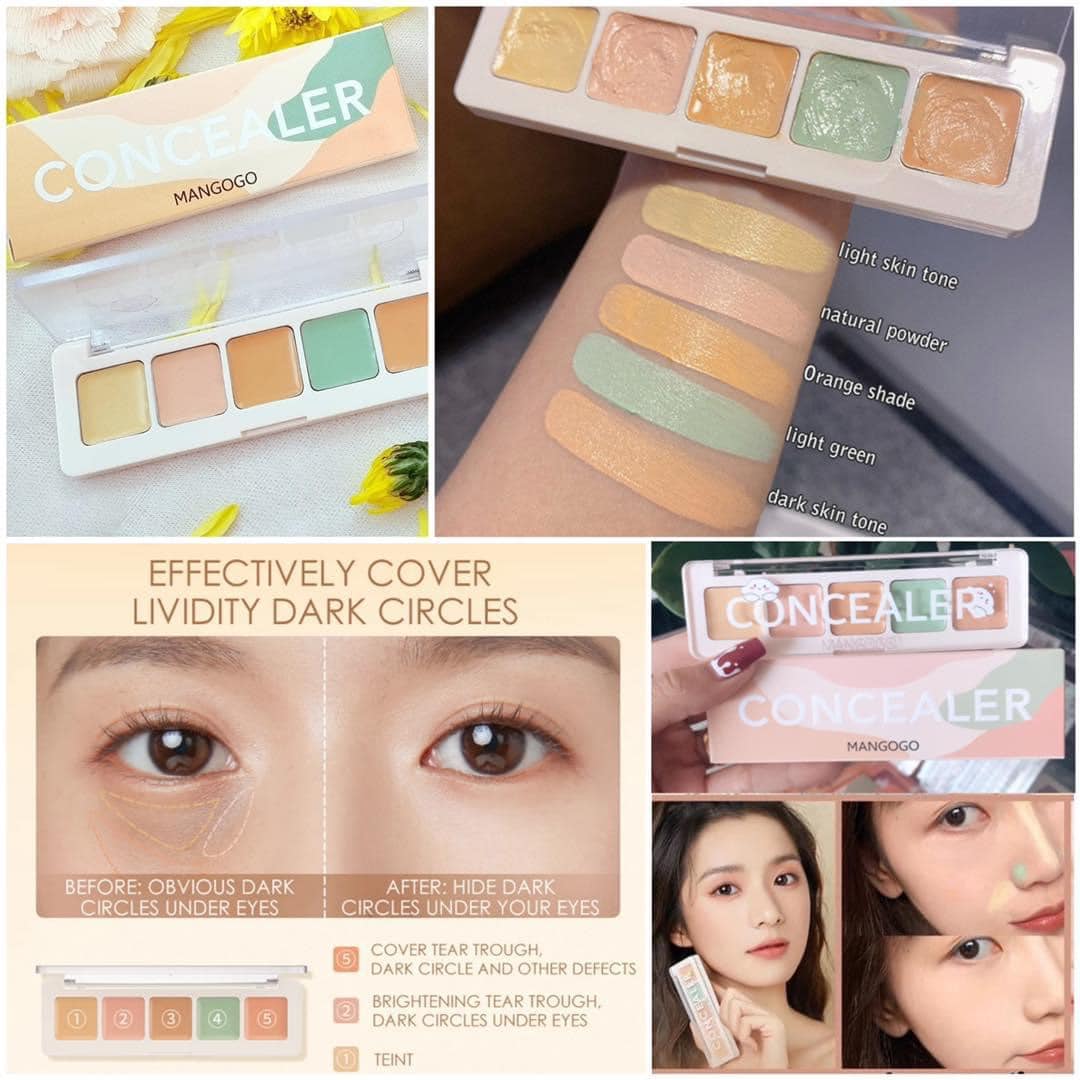 CONCEALER
MANGOGO
light skin tone
natural powder
Orange shade
light green
dark skin tone
EFFECTIVELY COVER
LIVIDITY DARK CIRCLES
BEFORE: OBVIOUS DARK
CIRCLES UNDER EYES
AFTER: HIDE DARK
CIRCLES UNDER YOUR EYES
1 2 3 4 5
5 COVER TEAR TROUGH,
DARK CIRCLE AND OTHER DEFECTS
2 BRIGHTENING TEAR TROUGH,
DARK CIRCLES UNDER EYES
1 TEINT
CONCEALER
MANGOGO
CONCEALER
MANGOGO
CONCEALER